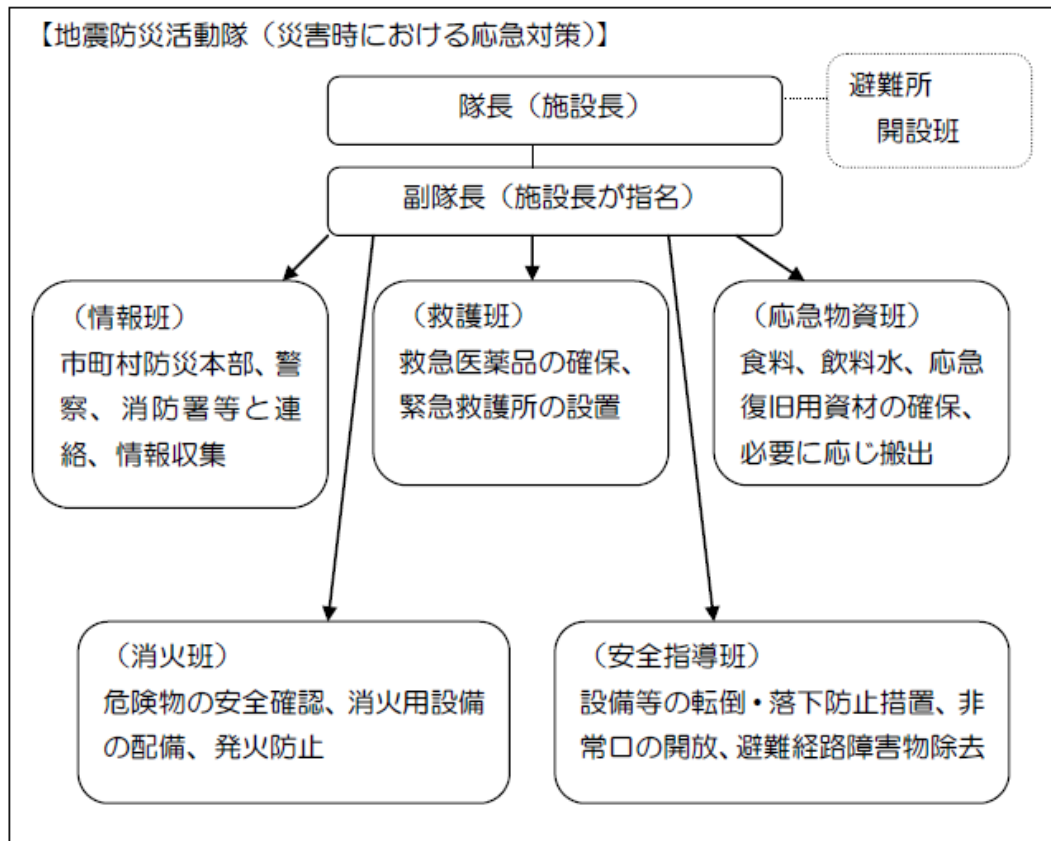 【地震防災活動隊（災害時における応急対策）】
隊長（施設長）
避難所
開設班
副隊長（施設長が指名）
（情報班）
市町村防災本部、警
察、消防署等と連
絡、情報収集
（救護班）
救急医薬品の確保、
緊急救護所の設置
（応急物資班）
食料、飲料水、応急
復旧用資材の確保、
必要に応じ搬出
（消火班）
危険物の安全確認、消火用設備
の配備、発火防止
（安全指導班）
設備等の転倒・落下防止措置、非
常口の開放、避難経路障害物除去